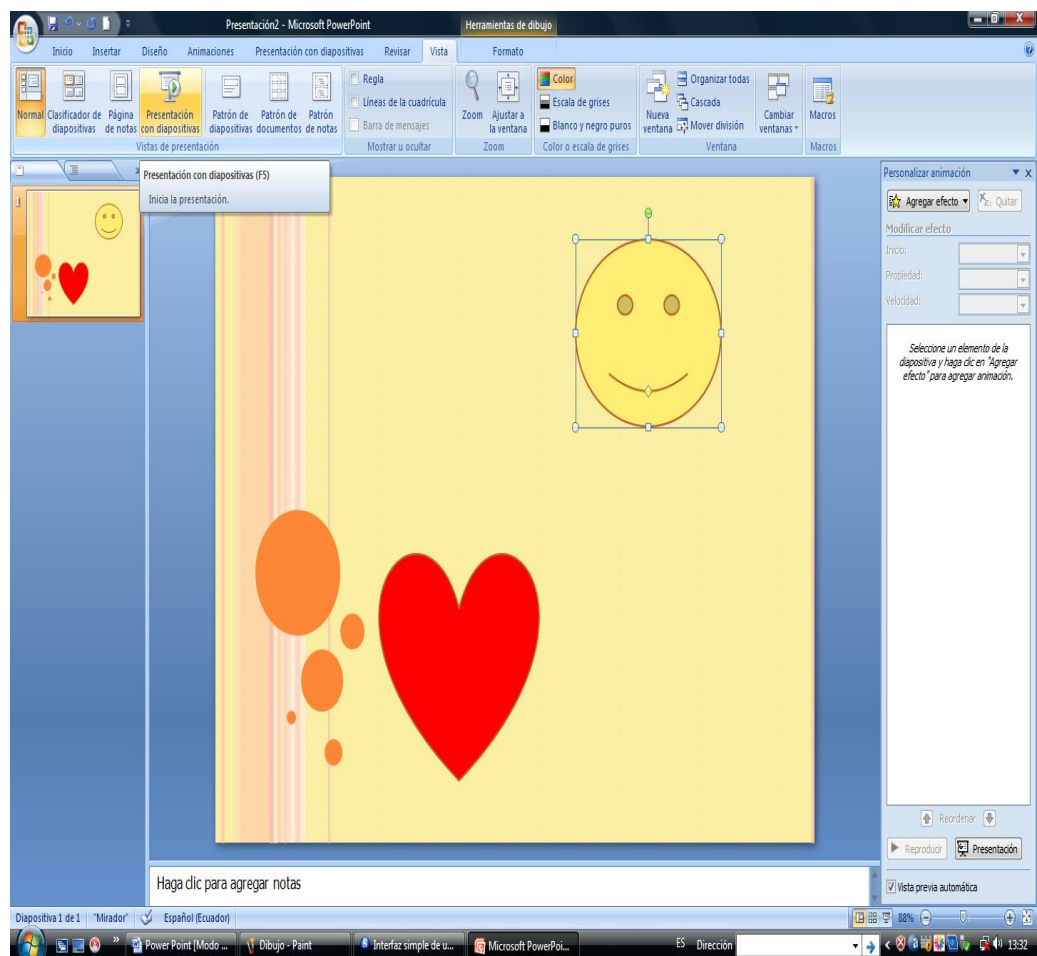 Presentación2 - Microsoft PowerPoint
Herramientas de dibujo
Inicio Insertar Diseño Animaciones Presentación con diapositivas Revisar Vista Formato
Normal
Clasificador de diapositivas
Página de notas
Presentación con diapositivas
Patrón de diapositivas
Patrón de documentos
Patrón de notas
Vistas de presentación
Regla
Líneas de la cuadrícula
Barra de mensajes
Mostrar u ocultar
Zoom
Ajustar a la ventana
Zoom
Color
Escala de grises
Blanco y negro puros
Color o escala de grises
Nueva ventana
Organizar todas
Cascada
Mover división
Cambiar ventanas
Ventana
Macros
Macros
Presentación con diapositivas (F5)
Inicia la presentación.
1
Personalizar animación
Agregar efecto
Quitar
Modificar efecto
Inicio:
Propiedad:
Velocidad:
Seleccione un elemento de la
diapositiva y haga clic en "Agregar
efecto" para agregar animación.
Reordenar
Reproducir
Presentación
Vista previa automática
Haga clic para agregar notas
Diapositiva 1 de 1 "Mirador" Español (Ecuador) 88%
Power Point [Modo ... Dibujo - Paint Interfaz simple de u... Microsoft PowerPoi... ES Dirección 13:32